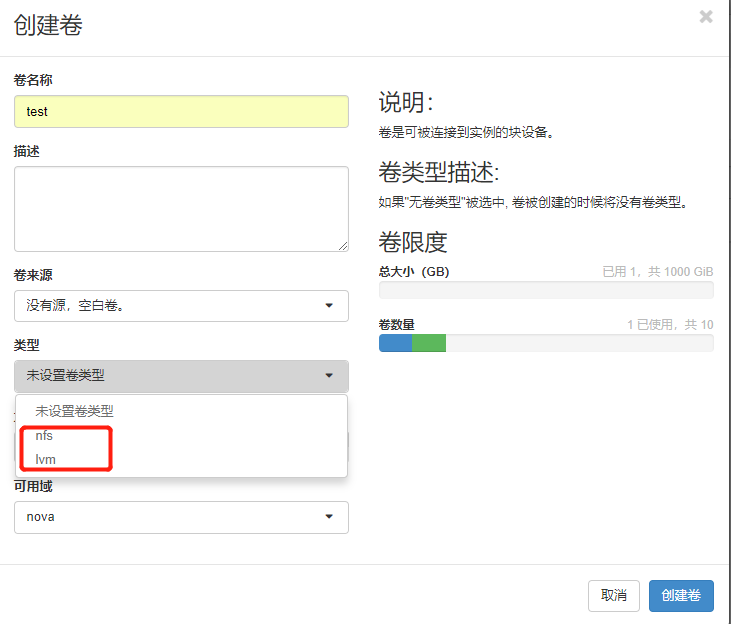 创建卷
×
卷名称
test
描述
卷来源
没有源，空白卷。
类型
未设置卷类型
未设置卷类型
nfs
lvm
可用域
nova
说明：
卷是可被连接到实例的块设备。
卷类型描述:
如果"无卷类型"被选中, 卷被创建的时候将没有卷类型。
卷限度
总大小（GB） 已用 1，共 1000 GiB
卷数量 1 已使用，共 10
取消 创建卷